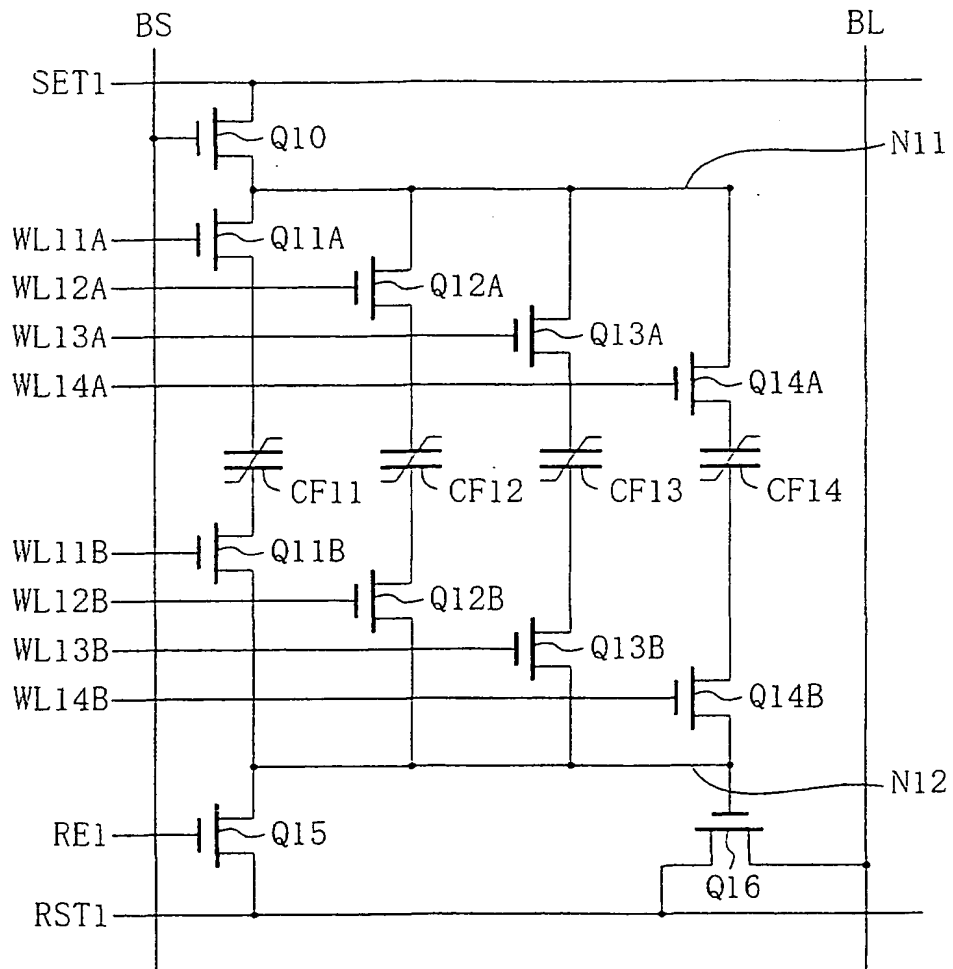 BS
BL
SET1
Q10
N11
WL11A
Q11A
WL12A
Q12A
WL13A
Q13A
WL14A
Q14A
CF11
CF12
CF13
CF14
WL11B
Q11B
WL12B
Q12B
WL13B
Q13B
WL14B
Q14B
N12
RE1
Q15
Q16
RST1